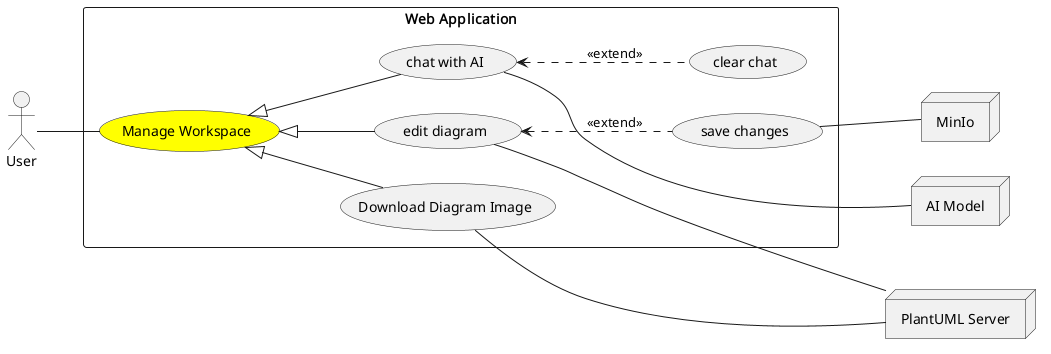 Web Application
chat with AI
«extend»
clear chat
User
Manage Workspace
edit diagram
«extend»
save changes
MinIo
Download Diagram Image
AI Model
PlantUML Server